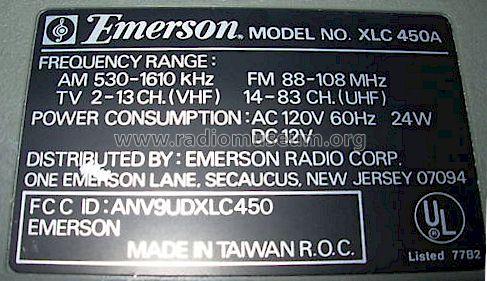 Emerson. MODEL NO. XLC 450A
FREQUENCY RANGE:
AM 530-1610 KHz FM 88-108 MHz
TV 2-13 CH. (VHF) 14-83 CH. (UHF)
POWER CONSUMPTION: AC 120V 60Hz 24W
DC 12V
www.radiomuseum.org
DISTRIBUTED BY: EMERSON RADIO CORP.
ONE EMERSON LANE, SECAUCUS, NEW JERSEY 07094
FCC ID: ANV9UDXLC450
EMERSON
MADE IN TAIWAN R.O.C.
UL
Listed 77B2